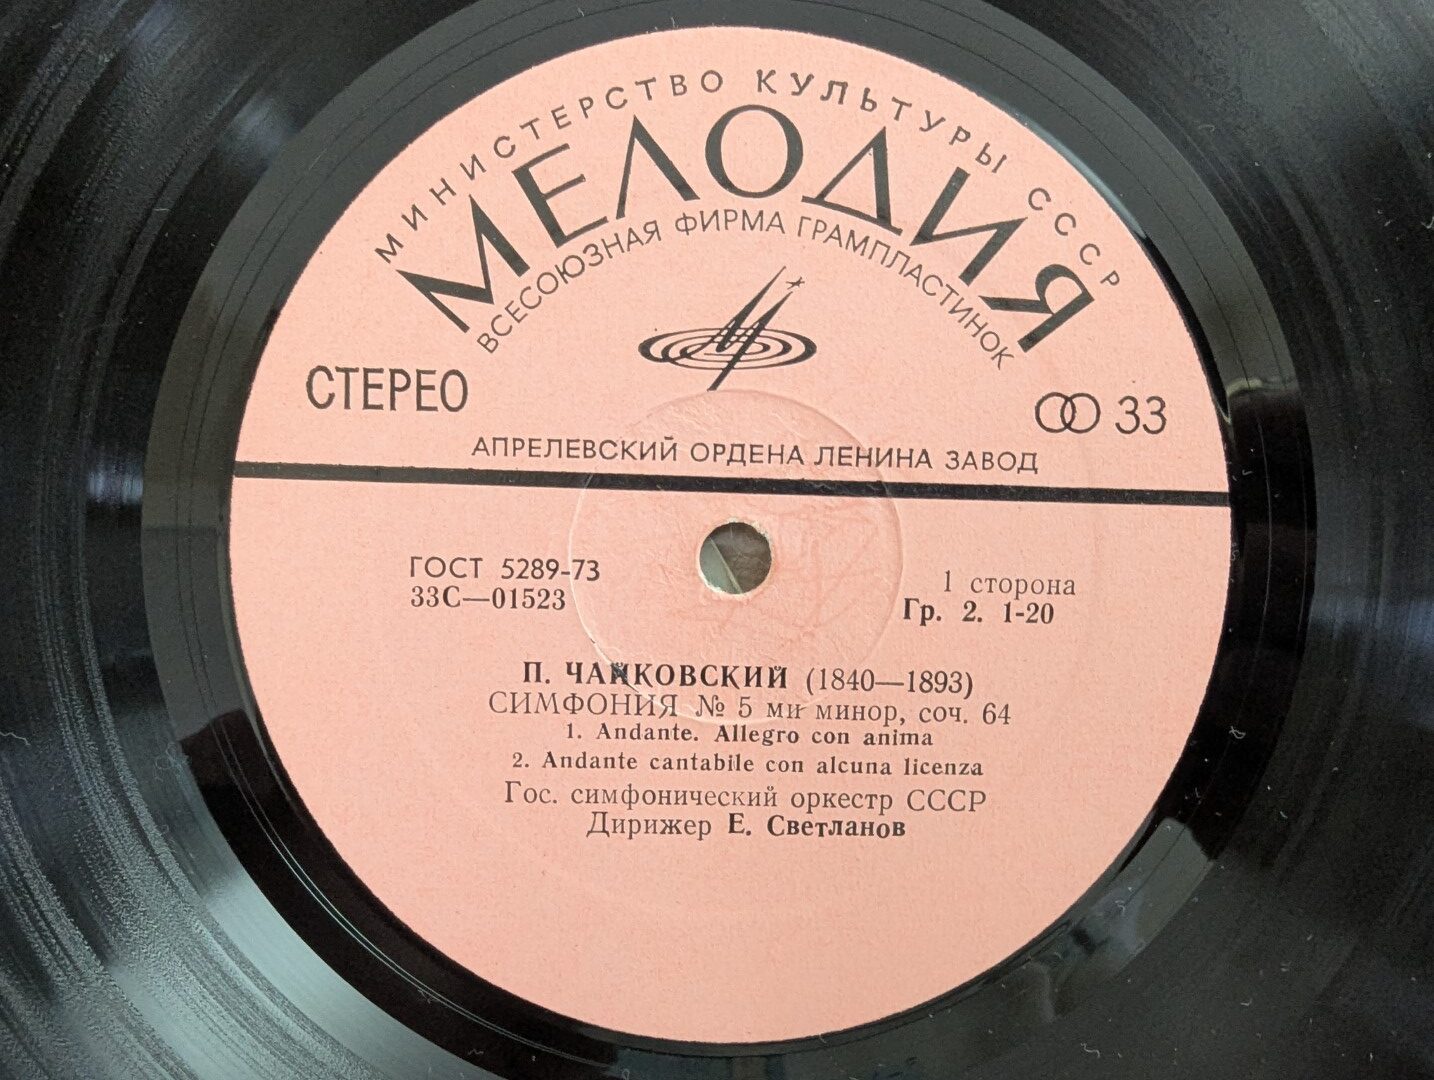 МИНИСТЕРСТВО КУЛЬТУРЫ СССР
МЕЛОДИЯ
ВСЕСОЮЗНАЯ ФИРМА ГРАМПЛАСТИНОК
СТЕРЕО
33
АПРЕЛЕВСКИЙ ОРДЕНА ЛЕНИНА ЗАВОД
ГОСТ 5289-73
33С—01523
1 сторона
Гр. 2. 1-20
П. ЧАЙКОВСКИЙ (1840—1893)
СИМФОНИЯ № 5 ми минор, соч. 64
1. Andante. Allegro con anima
2. Andante cantabile con alcuna licenza
Гос. симфонический оркестр СССР
Дирижер Е. Светланов